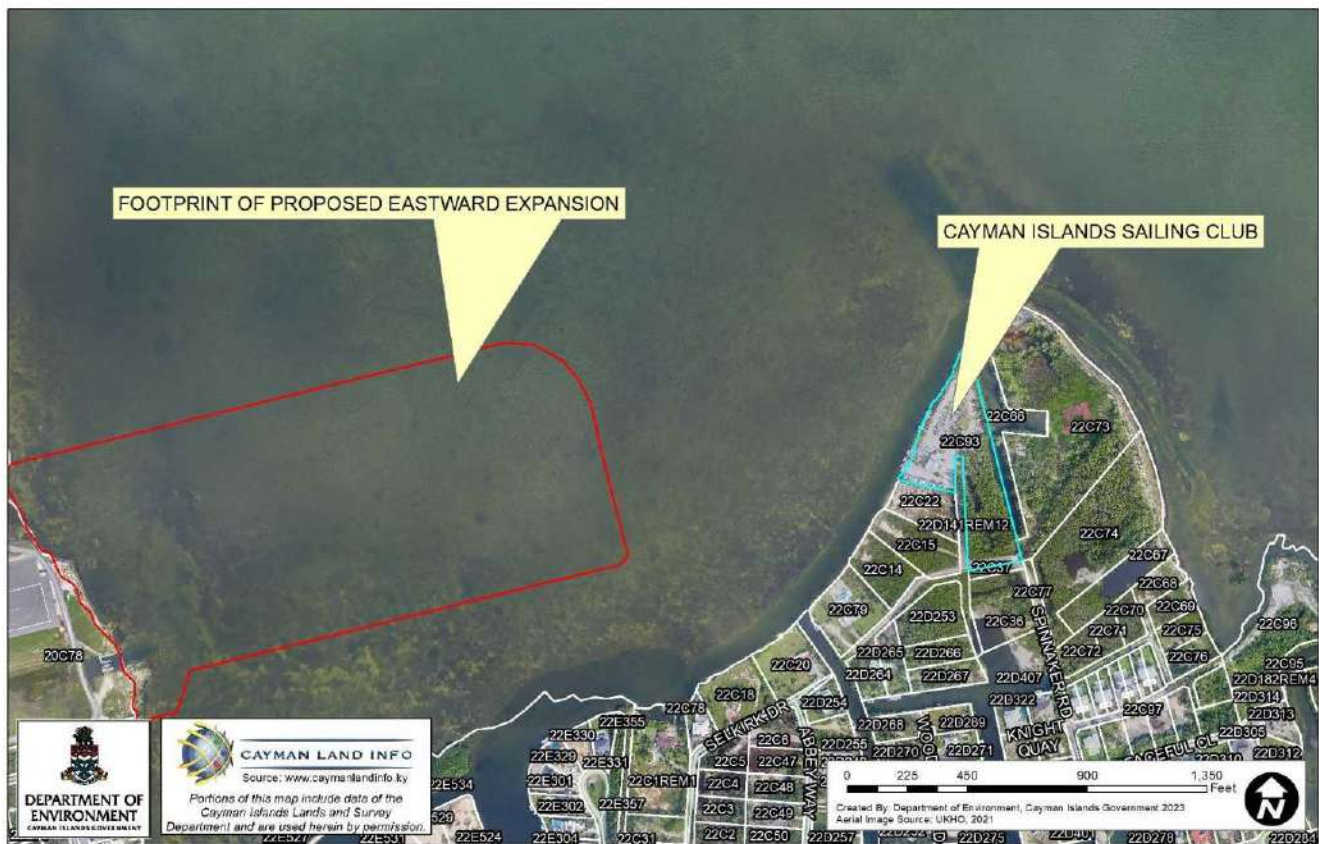 FOOTPRINT OF PROPOSED EASTWARD EXPANSION
CAYMAN ISLANDS SAILING CLUB
22C66
22C73
22C93
22C22
22D141REM12
22C15
22C74
22C14
22C37
22C67
22C77
22C68
22C79
22D253
22C70
22C69
22C36
22C71
22C75
22C96
SPINNAKER RD
22D265
22D266
22C72
22C76
22C95
20C78
22C20
22D264
22D267
22D407
22D182REM4
22C18
22D254
22D322
22D314
22C78
22C97
22E355
22D268
22D269
22D313
SELKIRK DR
KNIGHT
QUAY
22E330
22C6
ABBEY WAY
22D255
22D270
22D271
22D305
22E329
22E331
22C5
22C47
22D312
22E534
22E301
22C1REM1
22C4
22C48
22E302
22E357
22C3
22C49
22E527
22E531
22E524
22E304
22C31
22C2
22C50
22D257
22D275
22D278
22D284
DEPARTMENT OF
ENVIRONMENT
CAYMAN ISLANDS GOVERNMENT
CAYMAN LAND INFO
Source: www.caymanlandinfo.ky
Portions of this map include data of the
Cayman Islands Lands and Survey
Department and are used herein by permission.
0 225 450 900 1,350
Feet
Created By: Department of Environment, Cayman Islands Government 2023
Aerial Image Source: UKHO, 2021
N